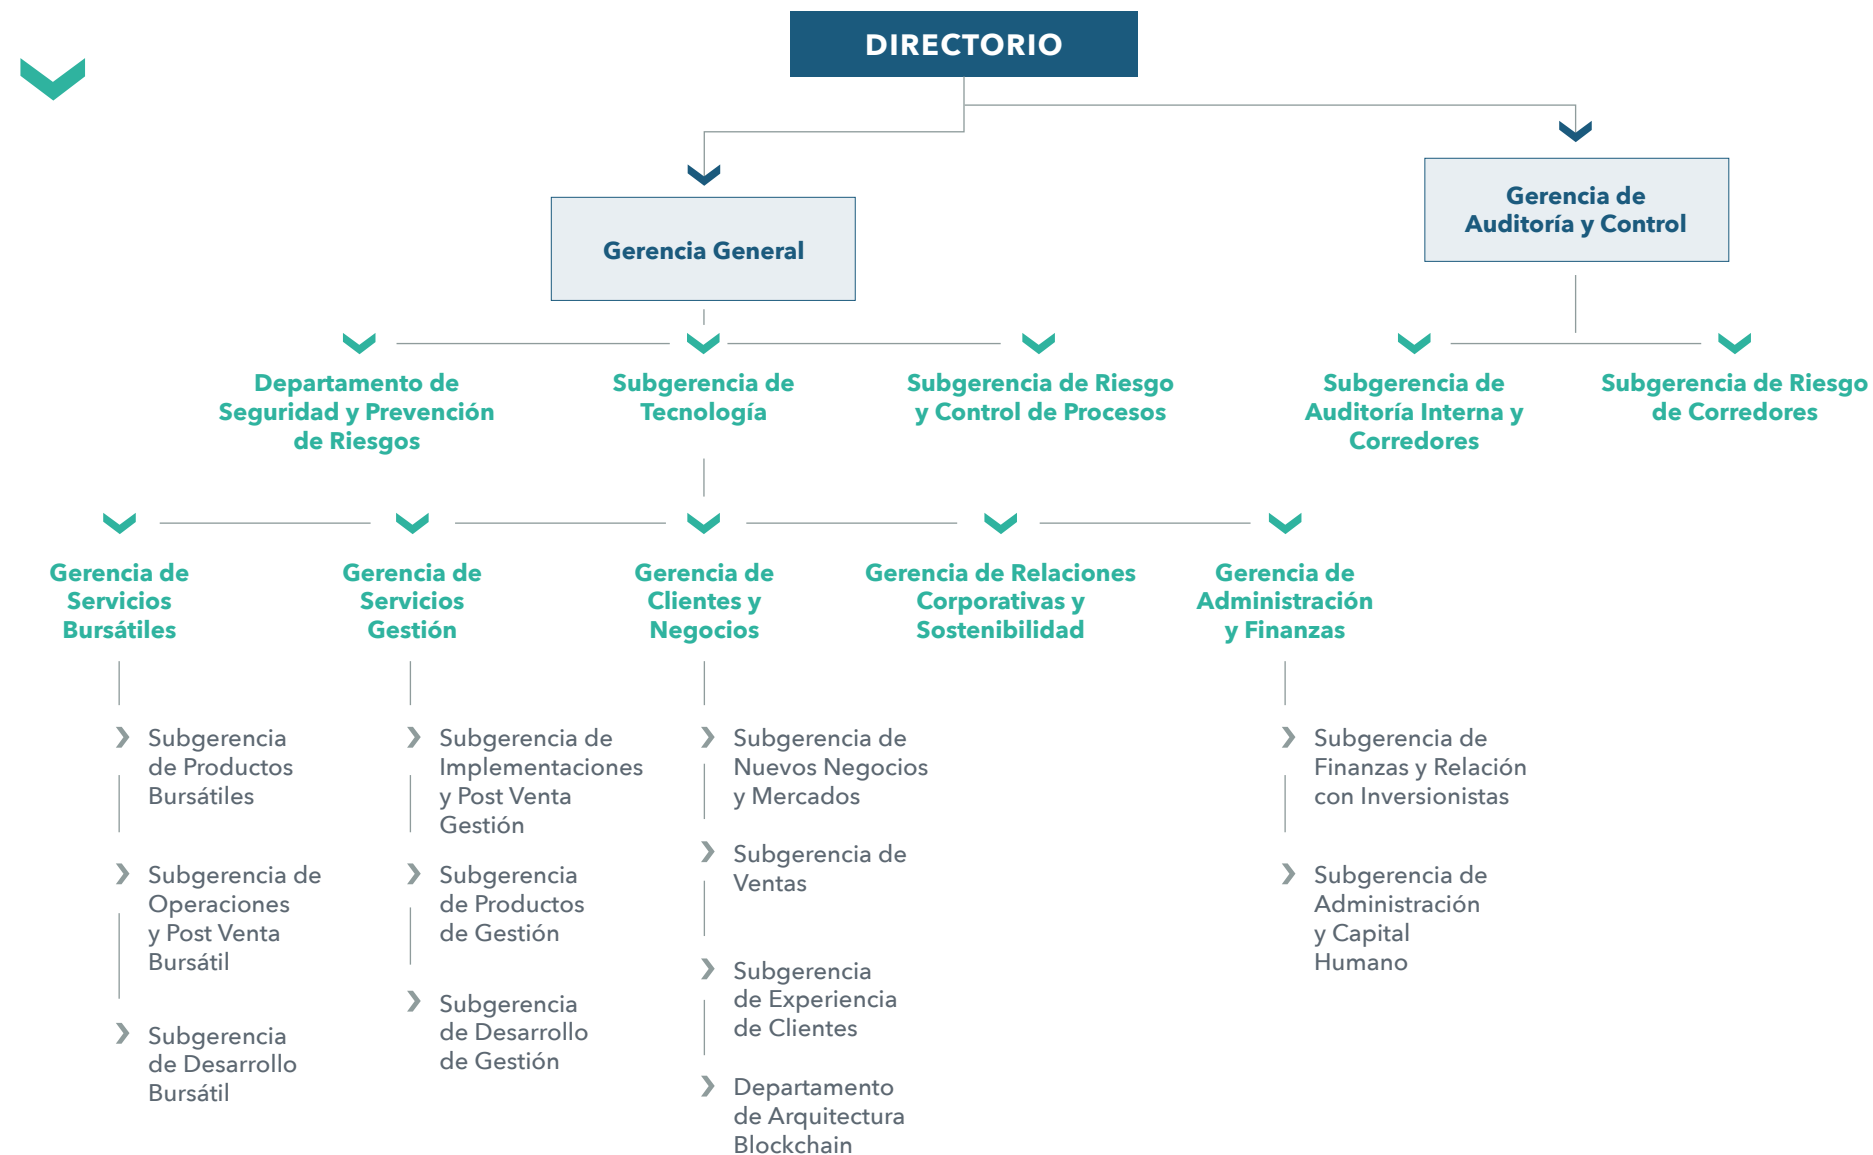 DIRECTORIO
Gerencia de
Auditoría y Control
Gerencia General
Departamento de
Seguridad y Prevención
de Riesgos
Subgerencia de
Tecnología
Subgerencia de Riesgo
y Control de Procesos
Subgerencia de
Auditoría Interna y
Corredores
Subgerencia de Riesgo
de Corredores
Gerencia de
Servicios
Bursátiles
Gerencia de
Servicios
Gestión
Gerencia de
Clientes y
Negocios
Gerencia de Relaciones
Corporativas y
Sostenibilidad
Gerencia de
Administración
y Finanzas
Subgerencia
de Productos
Bursátiles
Subgerencia de
Operaciones
y Post Venta
Bursátil
Subgerencia
de Desarrollo
Bursátil
Subgerencia de
Implementaciones
y Post Venta
Gestión
Subgerencia
de Productos
de Gestión
Subgerencia
de Desarrollo
de Gestión
Subgerencia de
Nuevos Negocios
y Mercados
Subgerencia de
Ventas
Subgerencia
de Experiencia
de Clientes
Departamento
de Arquitectura
Blockchain
Subgerencia de
Finanzas y Relación
con Inversionistas
Subgerencia de
Administración
y Capital
Humano